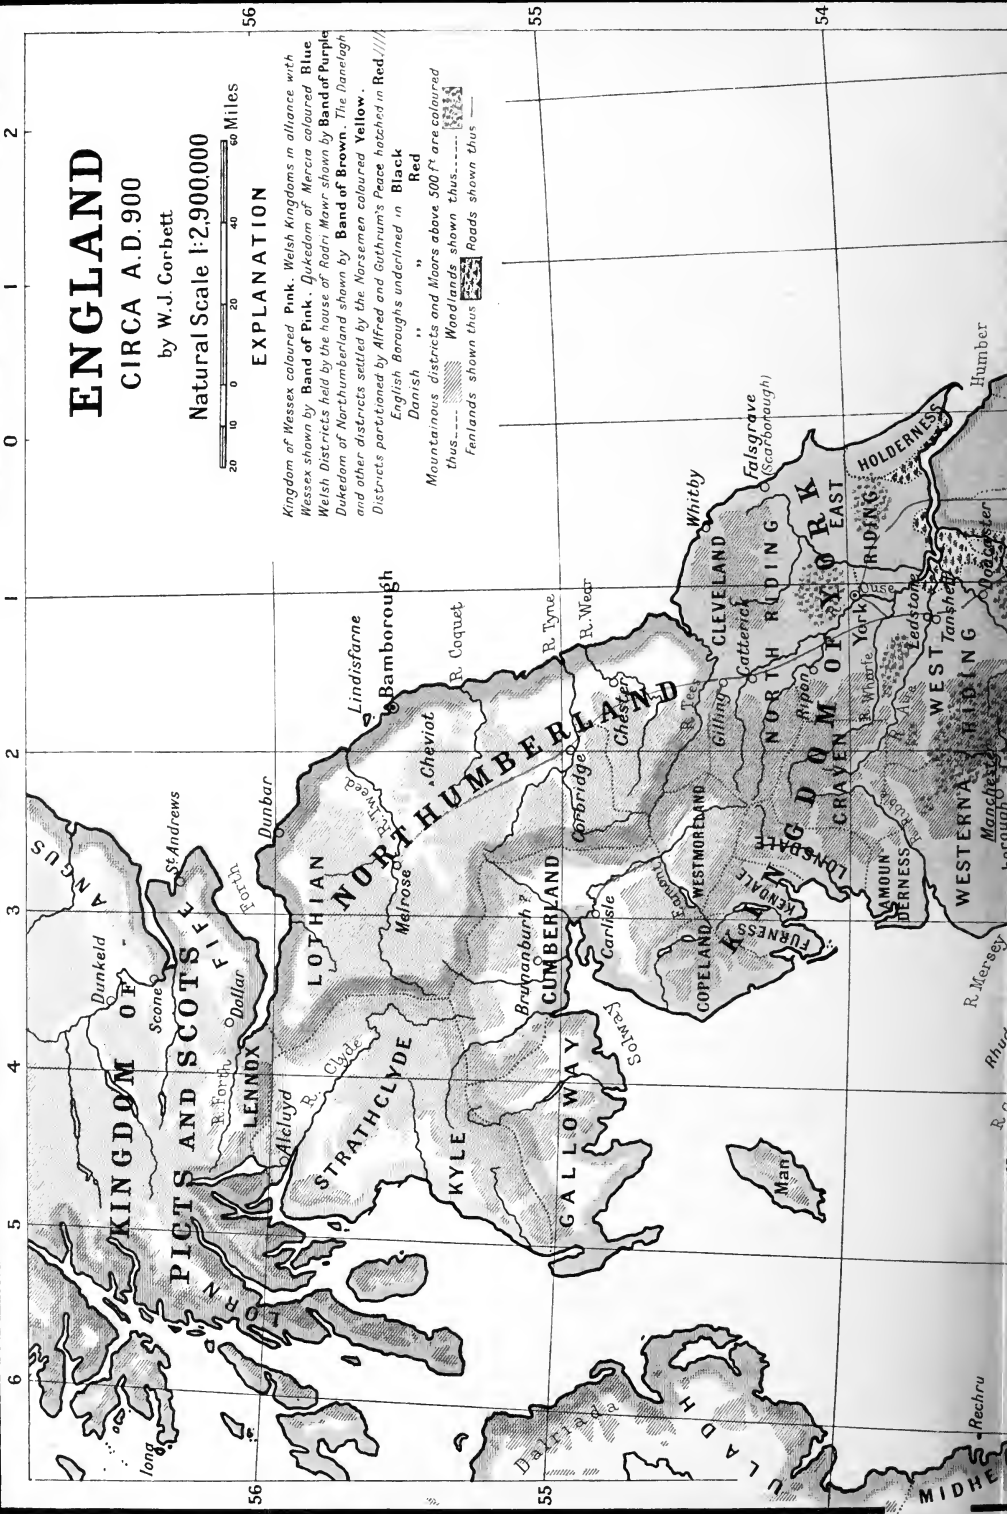 ENGLAND
CIRCA A.D. 900
by W. J. Corbett
Natural Scale 1:2,900,000
20 10 0 20 40 60 Miles
EXPLANATION
Kingdom of Wessex coloured Pink. Welsh Kingdoms in alliance with
Wessex shown by Band of Pink. Dukedom of Mercia coloured Blue
Welsh Districts held by the house of Rodri Mawr shown by Band of Purple
Dukedom of Northumberland shown by Band of Brown. The Danelagh
and other districts settled by the Norsemen coloured Yellow.
Districts partitioned by Alfred and Guthrum's Peace hatched in Red
English Boroughs underlined in Black
Danish " " Red
Mountainous districts and Moors above 500 ft are coloured
thus---- Woodlands shown thus------
Fenlands shown thus Roads shown thus
6
5
4
3
2
1
0
1
2
56
55
54
56
55
ANGUS
Dunkeld
Scone
St Andrews
KINGDOM OF
PICTS AND SCOTS
FIFE
Dollar
Forth
R. Forth
LENNOX
LORN
long
Alcluyd
R. Clyde
Dunbar
LOTHIAN
STRATHCLYDE
KYLE
GALLOWAY
Solway
Melrose
R. Tweed
Lindisfarne
Bamborough
Cheviot
R. Coquet
NORTHUMBERLAND
R. Tyne
R. Wear
Corbridge
Chester
Brunanburh?
CUMBERLAND
Carlisle
Eamont
WESTMORELAND
COPELAND
R. Tees
Gilling
CLEVELAND
Whitby
Catterick
Falsgrave
(Scarborough)
NORTH RIDING
KINGDOM OF YORK
KENDALE
LONSDALE
FURNESS
Ripon
CRAVEN
EAST
RIDING
HOLDERNESS
York
Ouse
R. Wharfe
R. Aire
R. Ribble
AMOUN
DERNESS
Ledstone
Tanshelf
WEST
RIDING
Doncaster
Humber
WESTERNA
R. Mersey
Man
Dalriada
ULADH
MIDHE
Rechru